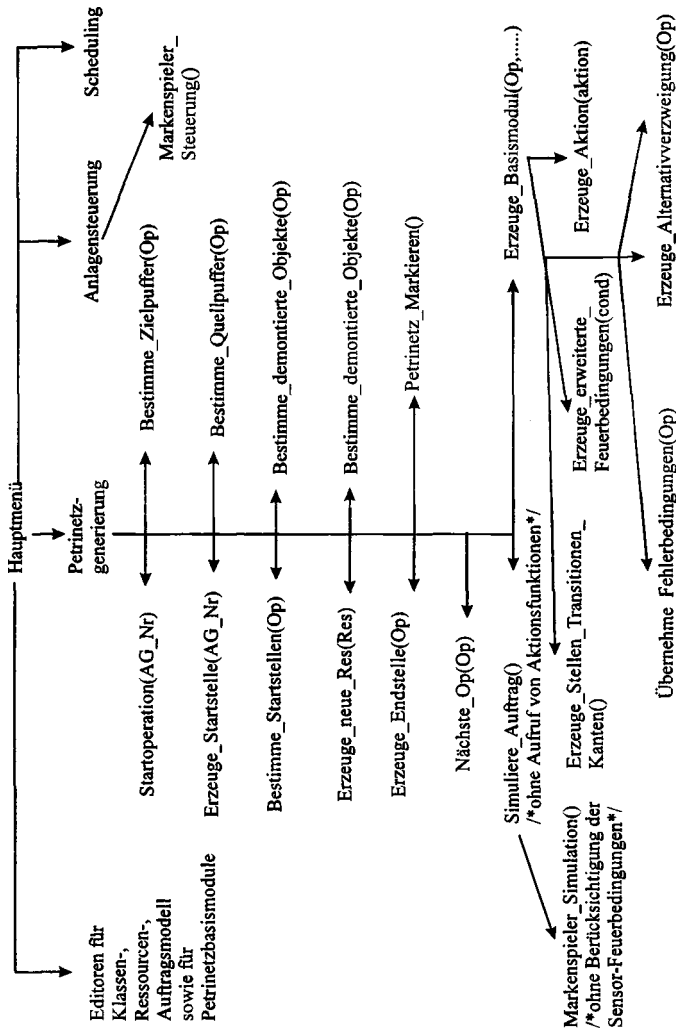 Hauptmenü
Editoren für
Klassen-,
Ressourcen-,
Auftragsmodell
sowie für
Petrinetzbasismodule
Petrinetz-
generierung
Anlagensteuerung
Scheduling
Markenspieler_
Steuerung()
Startoperation(AG_Nr)
Bestimme_Zielpuffer(Op)
Erzeuge_Startstelle(AG_Nr)
Bestimme_Quellpuffer(Op)
Bestimme_Startstellen(Op)
Bestimme_demontierte_Objekte(Op)
Erzeuge_neue_Res(Res)
Bestimme_demontierte_Objekte(Op)
Erzeuge_Endstelle(Op)
Petrinetz_Markieren()
Nächste_Op(Op)
Simuliere_Auftrag()
/*ohne Aufruf von Aktionsfunktionen*/
Erzeuge_Basismodul(Op,.....)
Markenspieler_Simulation()
/*ohne Berücksichtigung der
Sensor-Feuerbedingungen*/
Erzeuge_Stellen_Transitionen_
Kanten()
Erzeuge_erweiterte_
Feuerbedingungen(cond)
Erzeuge_Aktion(aktion)
Übernehme Fehlerbedingungen(Op)
Erzeuge_Alternativverzweigung(Op)